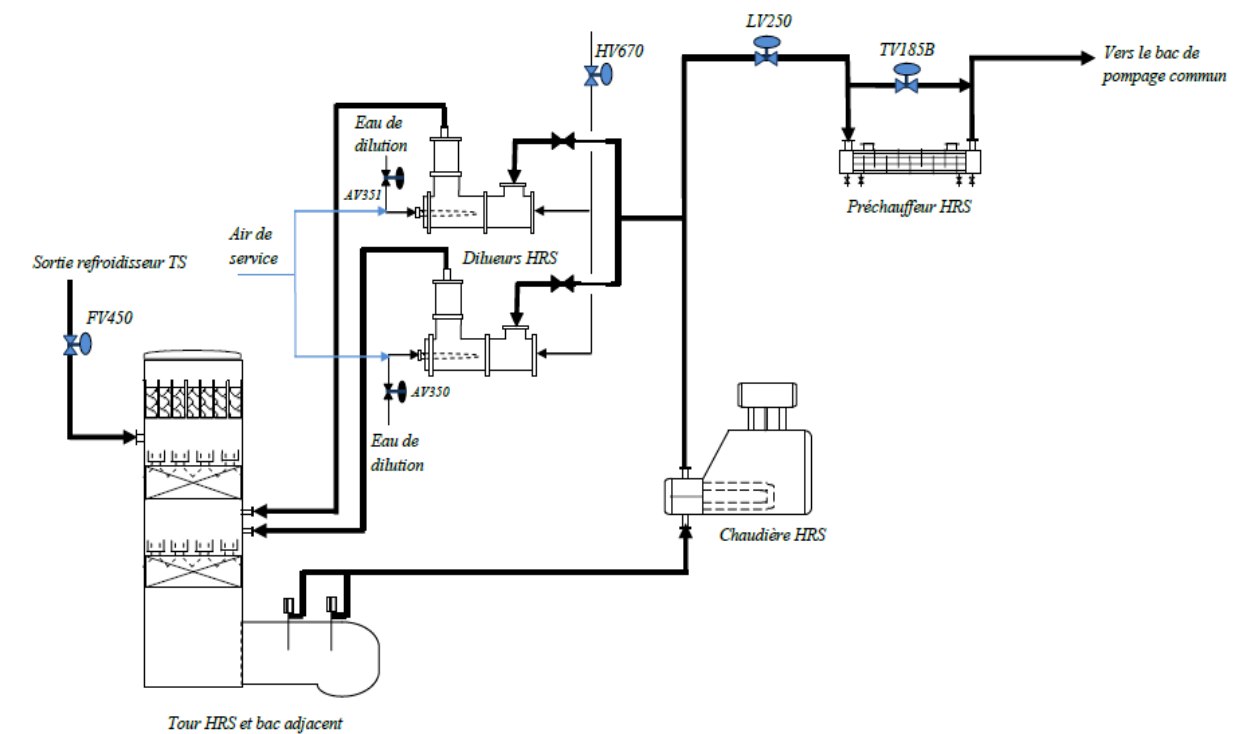 LV250
TV185B
Vers le bac de
pompage commun
HV670
Eau de
dilution
AV351
Préchauffeur HRS
Air de
service
Dilueurs HRS
Sortie refroidisseur TS
FV450
AV350
Eau de
dilution
Chaudière HRS
Tour HRS et bac adjacent